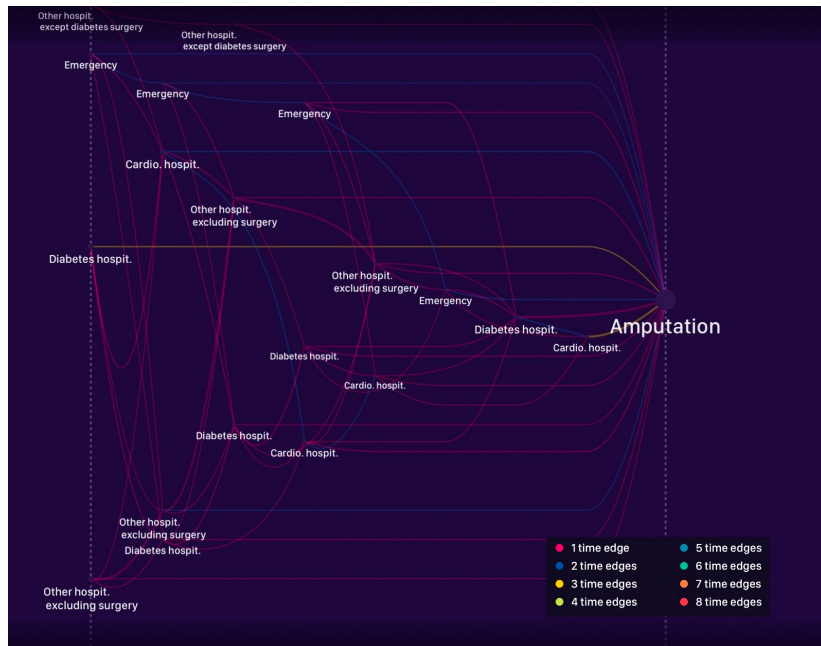 Other hospit.
except diabetes surgery
Other hospit.
except diabetes surgery
Emergency
Emergency
Emergency
Cardio. hospit.
Other hospit.
excluding surgery
Diabetes hospit.
Other hospit.
excluding surgery
Emergency
Amputation
Diabetes hospit.
Cardio. hospit.
Diabetes hospit.
Cardio. hospit.
Diabetes hospit.
Cardio. hospit.
Other hospit.
excluding surgery
Diabetes hospit.
Other hospit.
excluding surgery
1 time edge
2 time edges
3 time edges
4 time edges
5 time edges
6 time edges
7 time edges
8 time edges